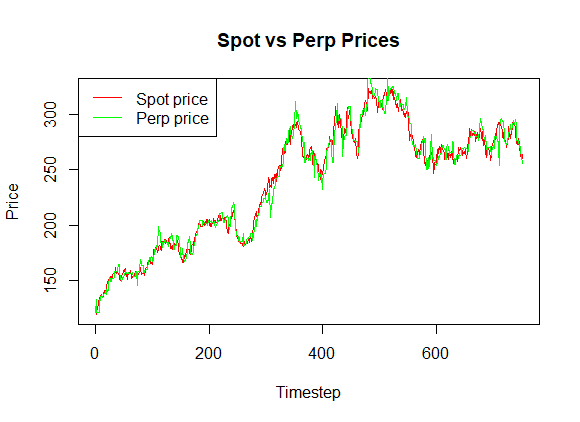 Spot vs Perp Prices
Spot price
Perp price
Price
300
250
200
150
0 200 400 600
Timestep